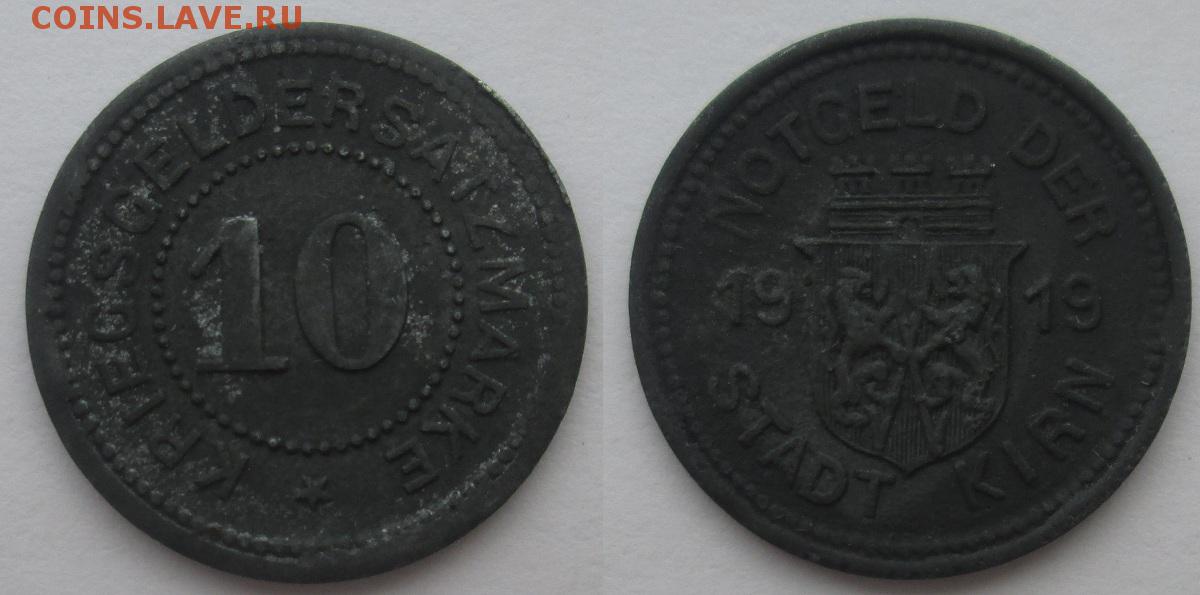 COINS.LAVE.RU
KRIEGSGELDERSATZMARKE
10
NOTGELD DER
19 19
STADT KIRN